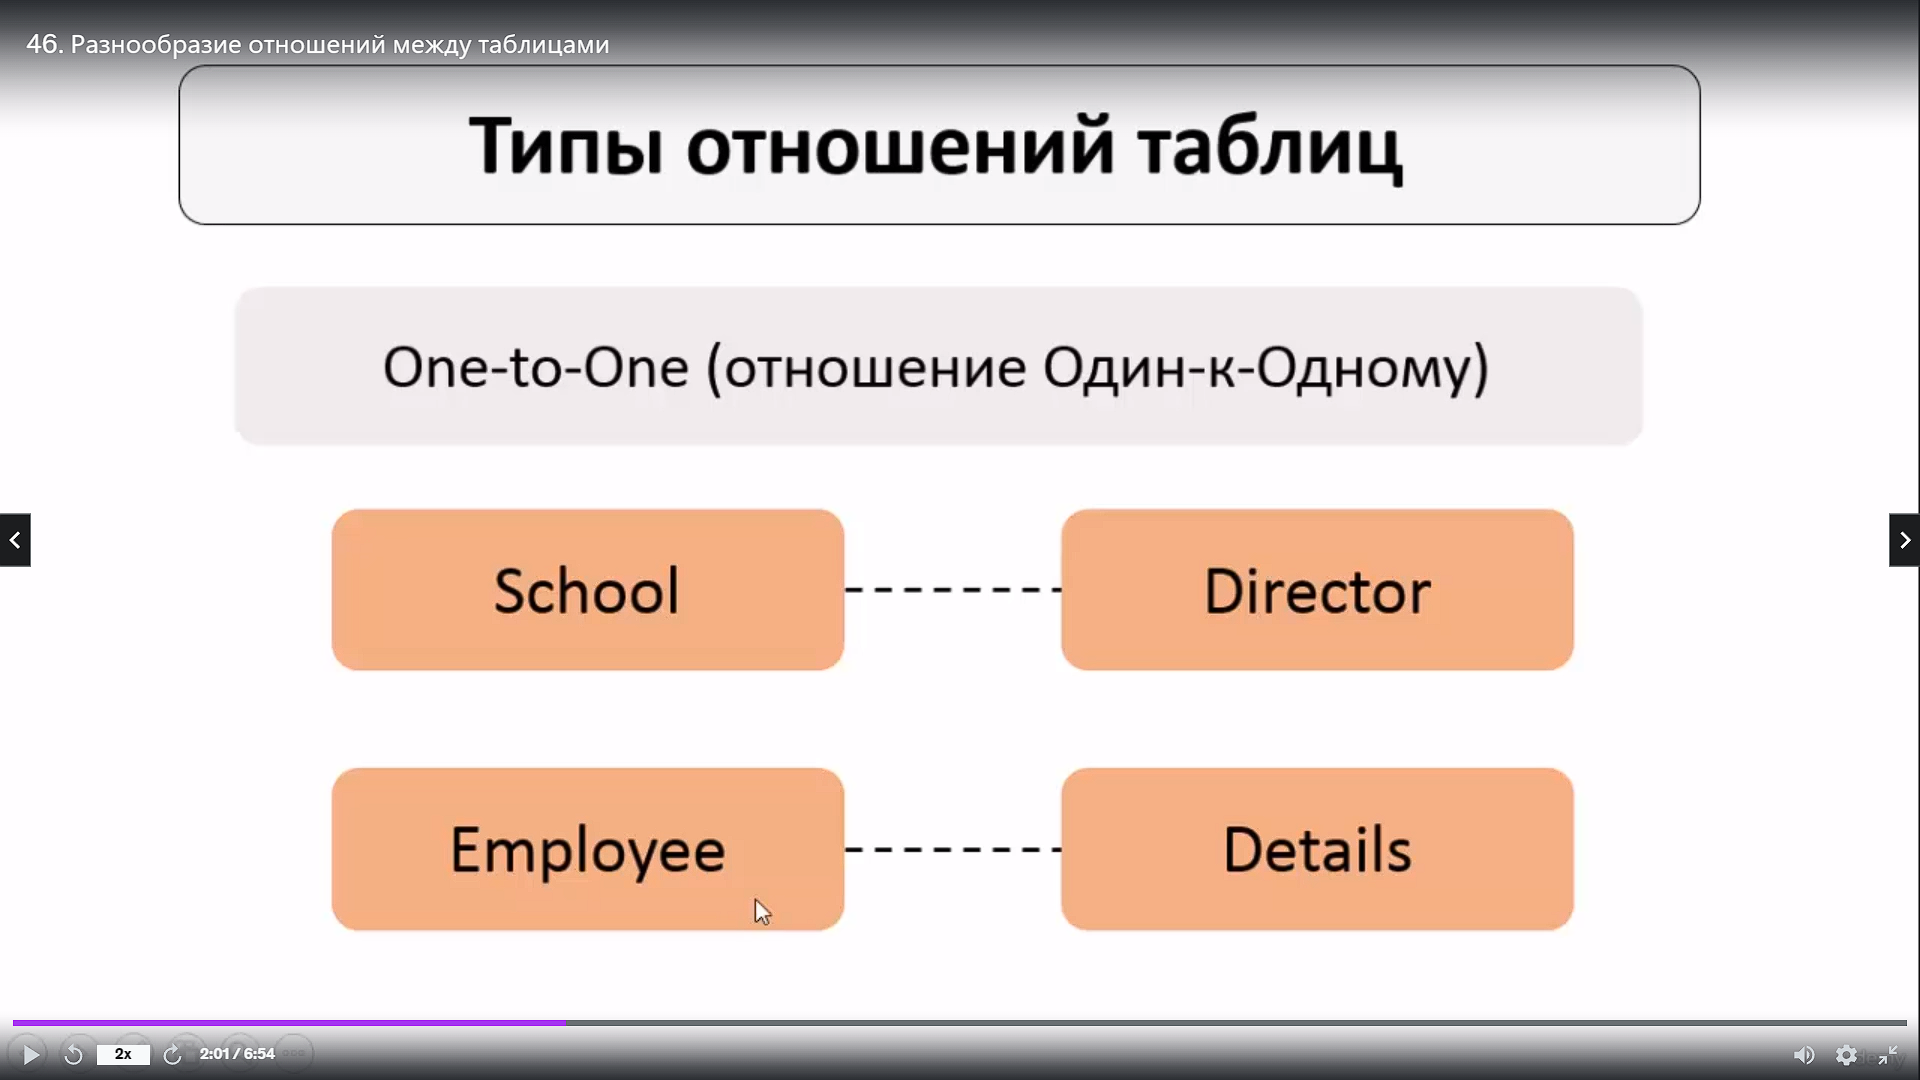 46. Разнообразие отношений между таблицами
Типы отношений таблиц
One-to-One (отношение Один-к-Одному)
School
Director
Employee
Details
2x
2:01 / 6:54